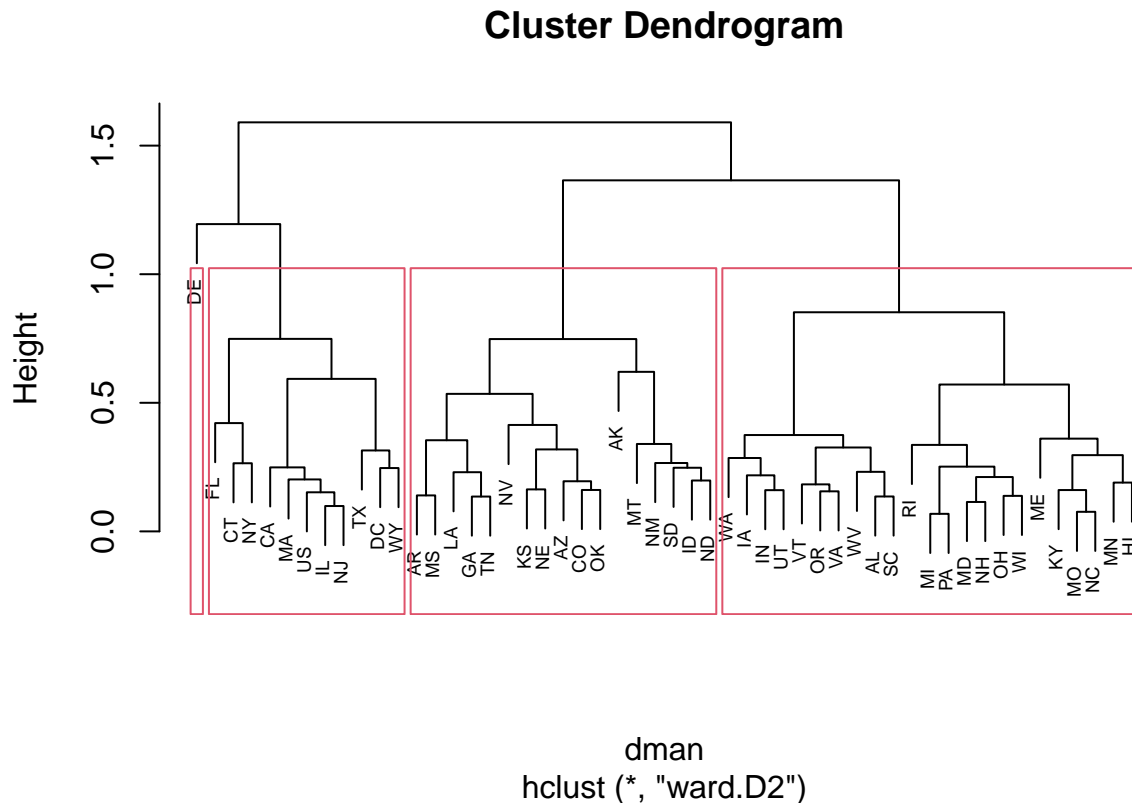 Cluster Dendrogram
Height
1.5
1.0
0.5
0.0
DE
FL
CT
NY
CA
MA
US
IL
NJ
TX
DC
WY
AR
MS
LA
GA
TN
NV
KS
NE
AZ
CO
OK
AK
MT
NM
SD
ID
ND
WA
IA
IN
UT
VT
OR
VA
WV
AL
SC
RI
MI
PA
MD
NH
OH
WI
ME
KY
MO
NC
MN
HI
dman
hclust (*, "ward.D2")